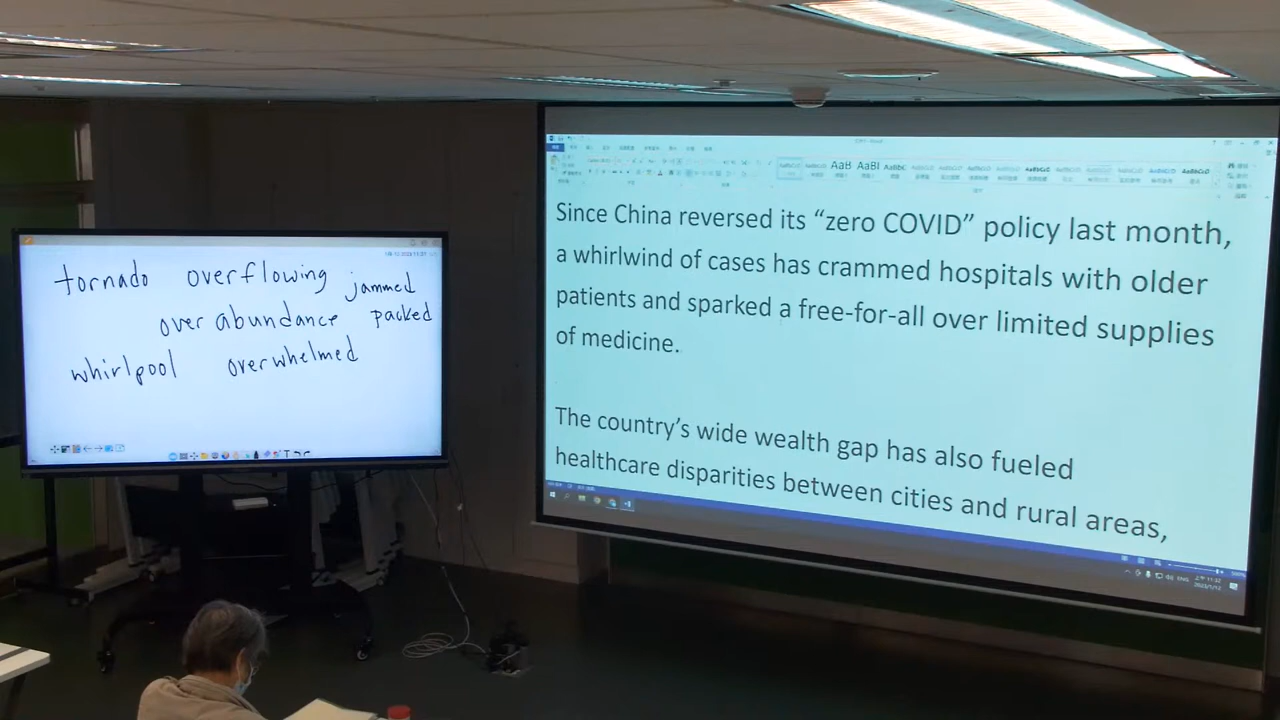 tornado overflowing jammed
over abundance packed
whirlpool overwhelmed
Since China reversed its “zero COVID” policy last month,
a whirlwind of cases has crammed hospitals with older
patients and sparked a free-for-all over limited supplies
of medicine.
The country’s wide wealth gap has also fueled
healthcare disparities between cities and rural areas,